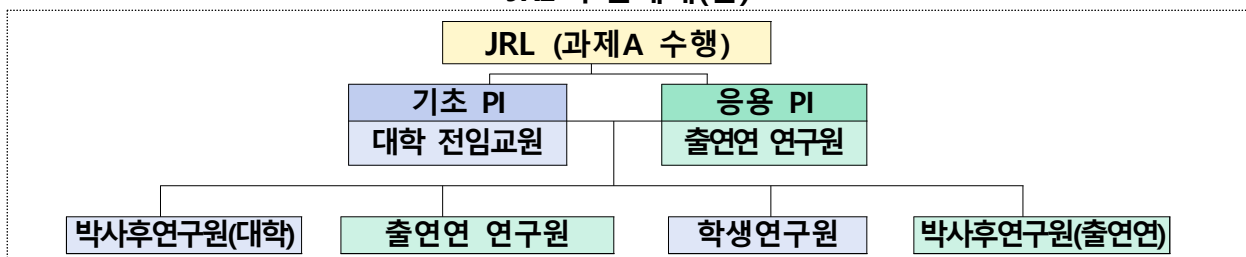 JRL (과제A 수행)
기초 PI
응용 PI
대학 전임교원
출연연 연구원
박사후연구원(대학)
출연연 연구원
학생연구원
박사후연구원(출연연)